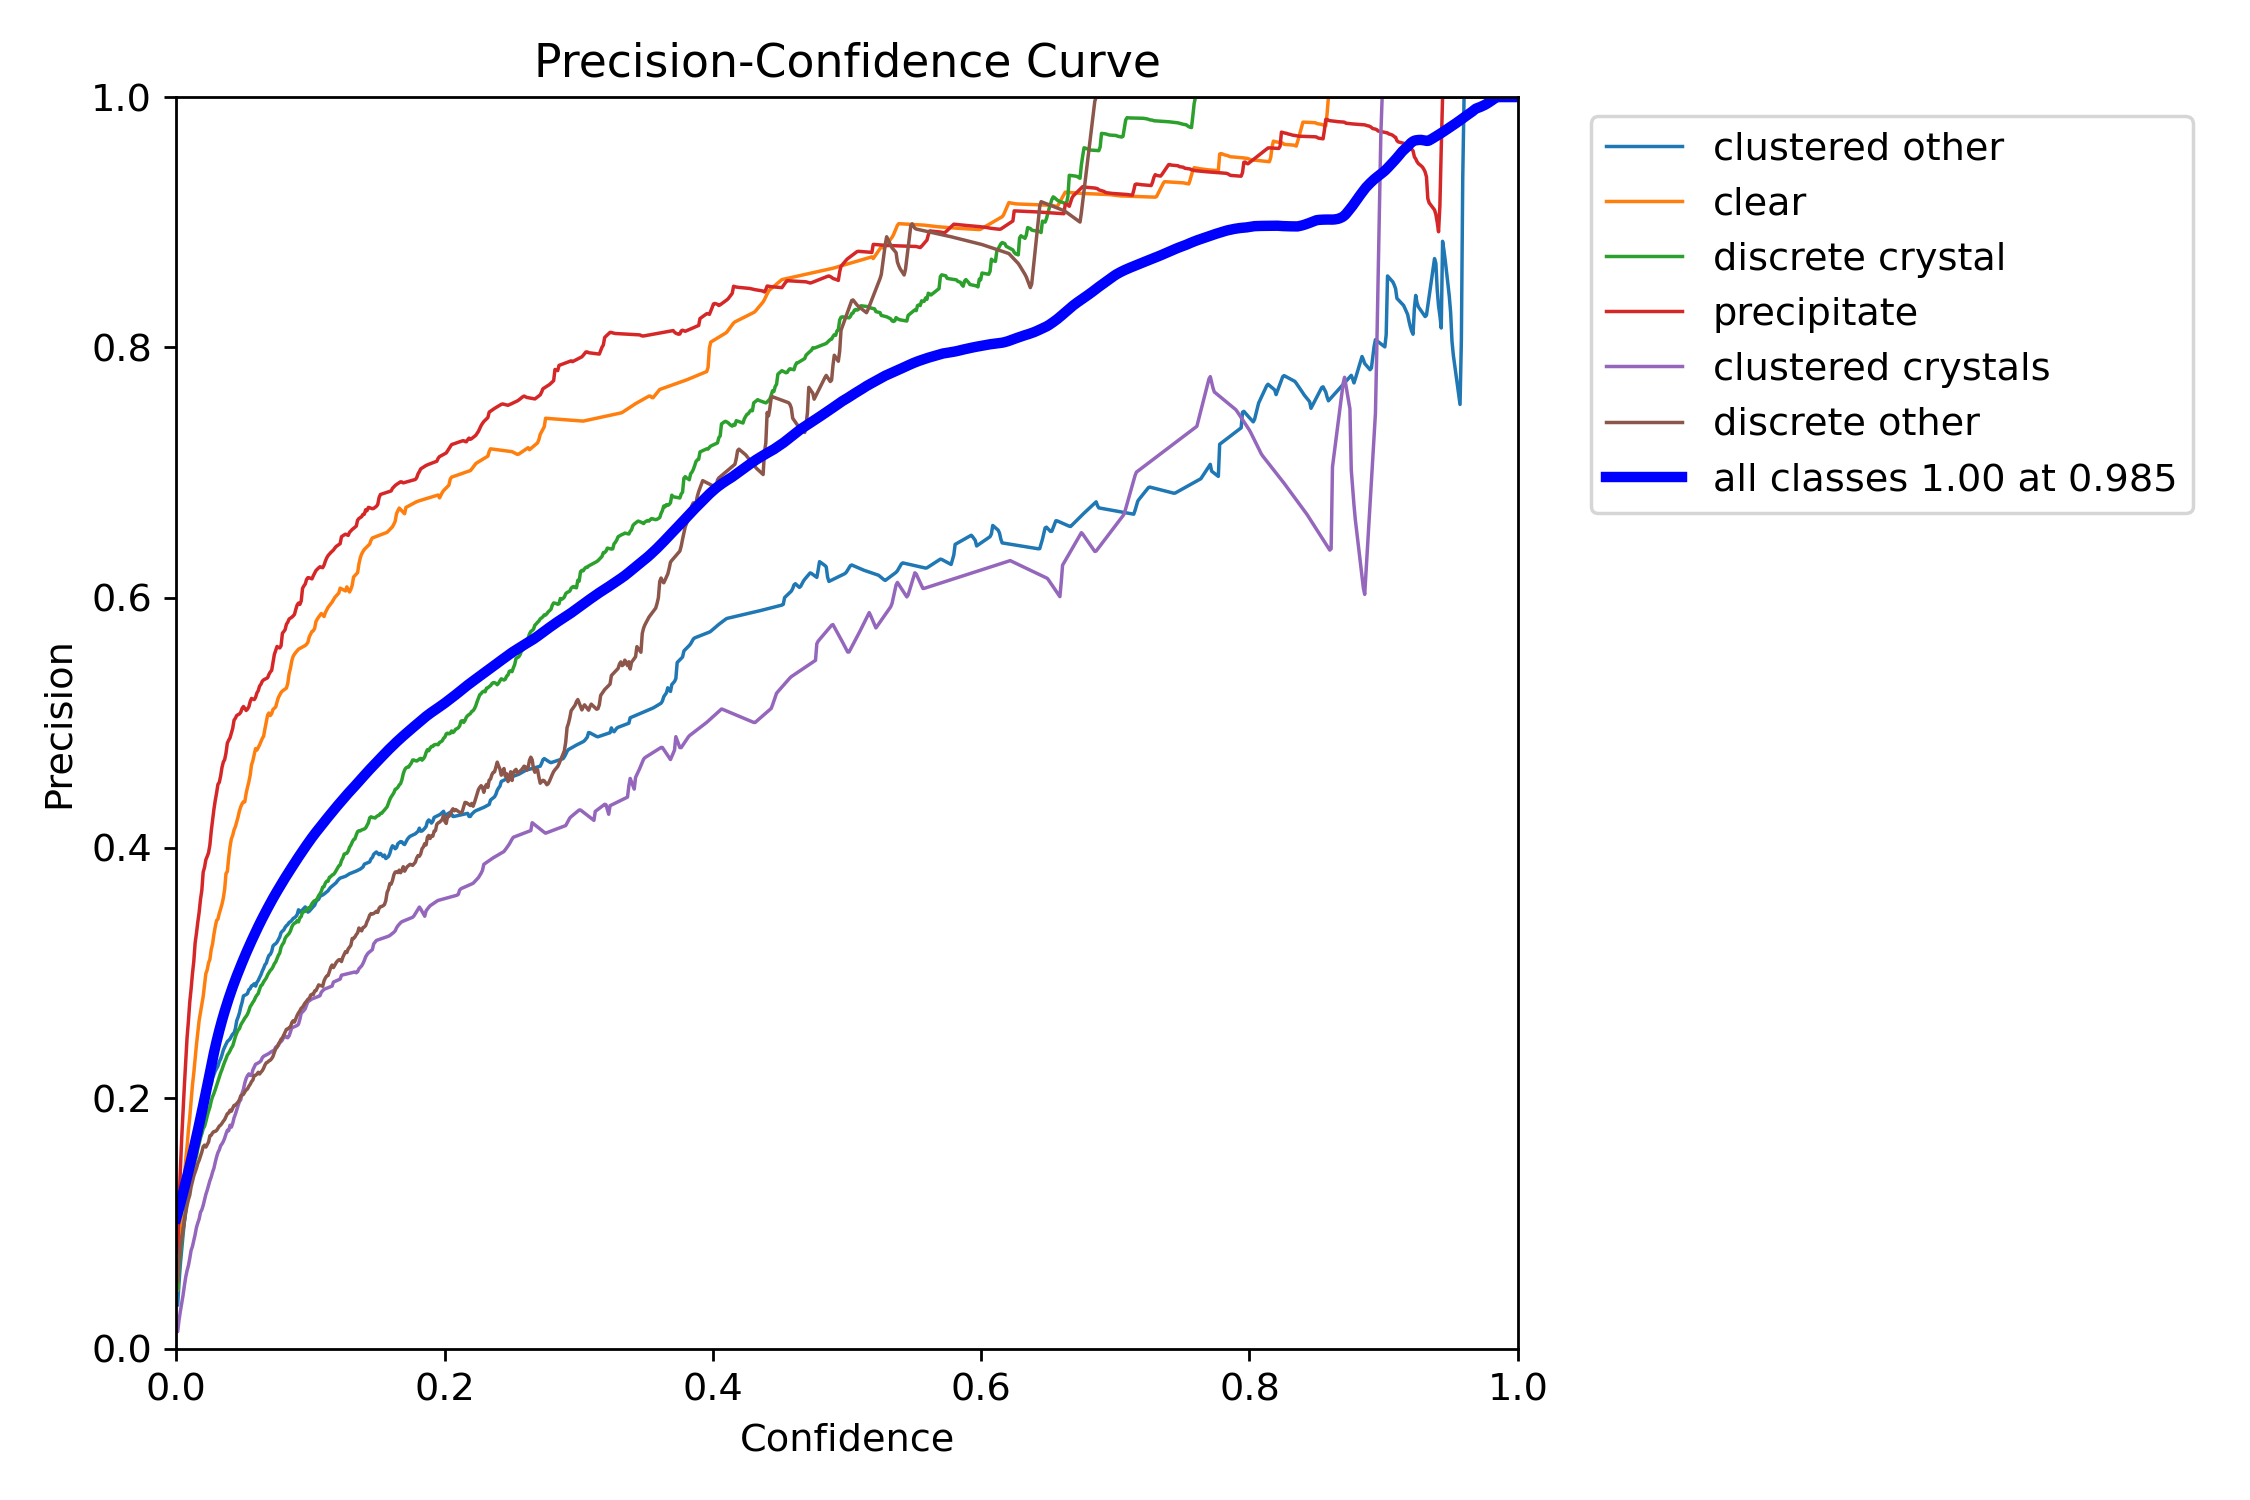 Precision-Confidence Curve
1.0
0.8
0.6
0.4
0.2
0.0
Precision
0.0 0.2 0.4 0.6 0.8 1.0
Confidence
clustered other
clear
discrete crystal
precipitate
clustered crystals
discrete other
all classes 1.00 at 0.985